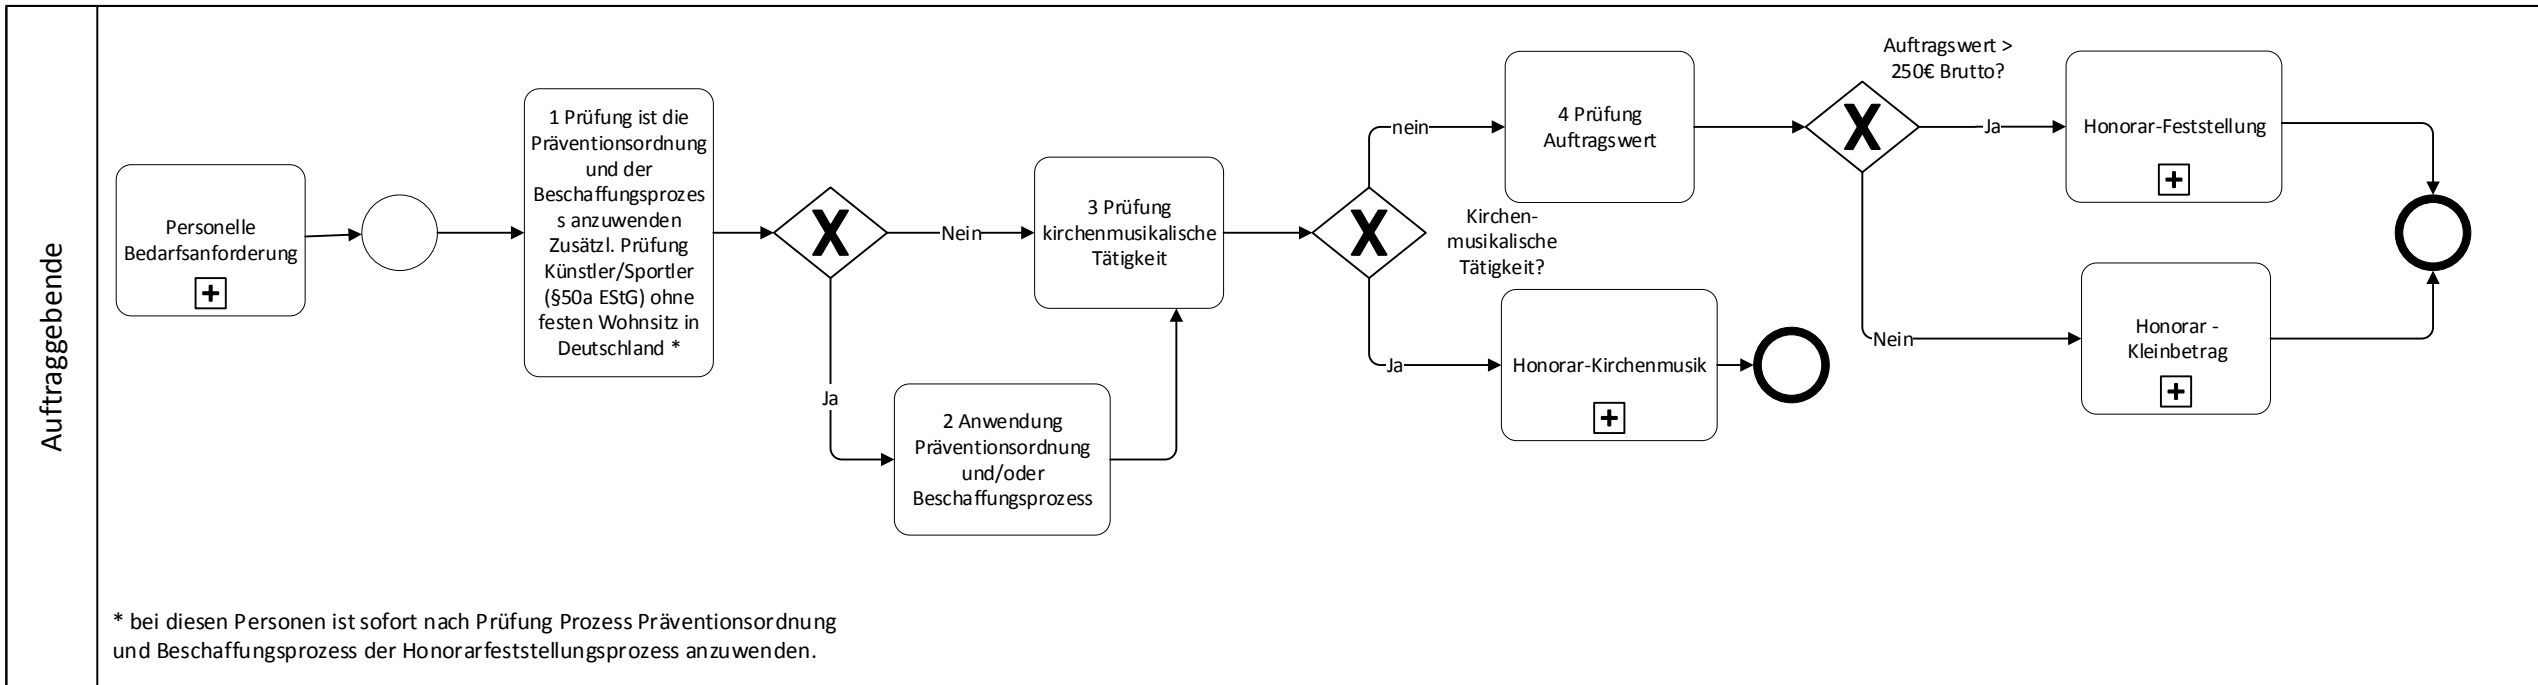 Auftraggebende
Personelle
Bedarfsanforderung
1 Prüfung ist die
Präventionsordnung
und der
Beschaffungsprozes
s anzuwenden
Zusätzl. Prüfung
Künstler/Sportler
(§50a EStG) ohne
festen Wohnsitz in
Deutschland *
Nein
Ja
2 Anwendung
Präventionsordnung
und/oder
Beschaffungsprozess
3 Prüfung
kirchenmusikalische
Tätigkeit
Kirchen-
musikalische
Tätigkeit?
nein
Ja
4 Prüfung
Auftragswert
Honorar-Kirchenmusik
Auftragswert >
250€ Brutto?
Ja
Nein
Honorar-Feststellung
Honorar -
Kleinbetrag
* bei diesen Personen ist sofort nach Prüfung Prozess Präventionsordnung
und Beschaffungsprozess der Honorarfeststellungsprozess anzuwenden.